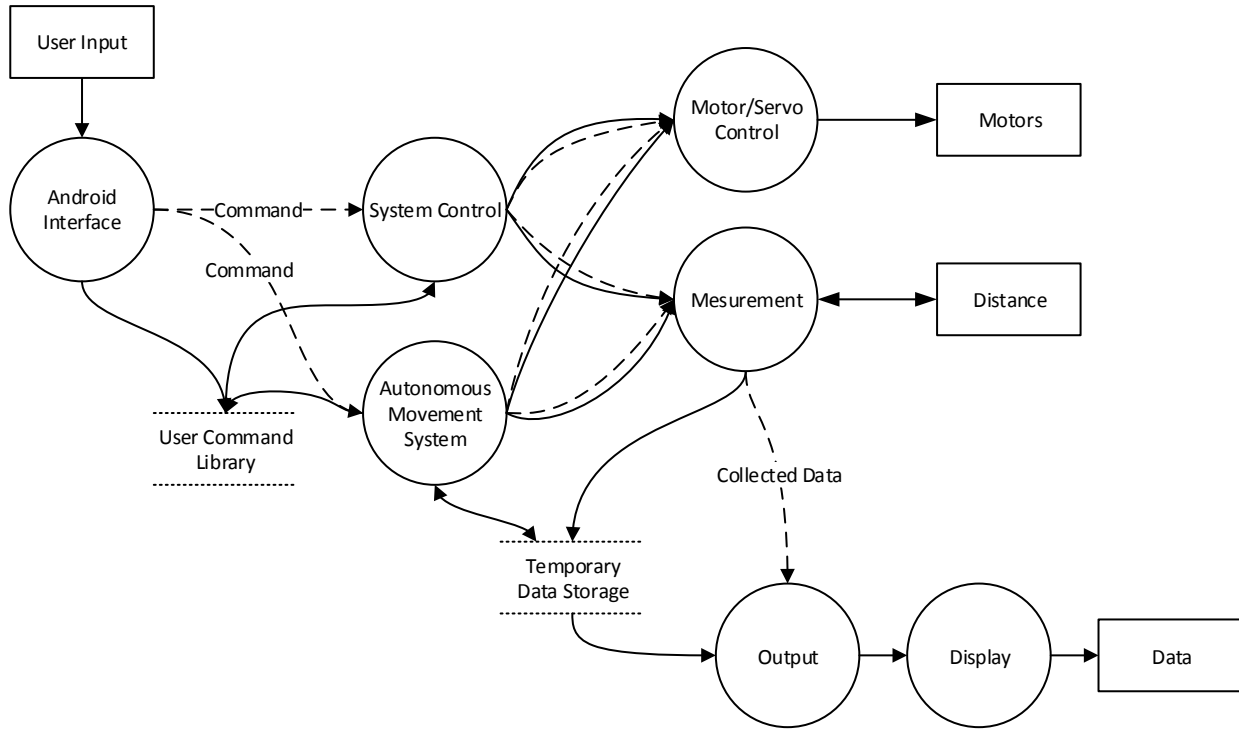 User Input
Motor/Servo
Control
Motors
Android
Interface
Command
System Control
Command
Mesurement
Distance
Autonomous
Movement
System
User Command
Library
Collected Data
Temporary
Data Storage
Output
Display
Data